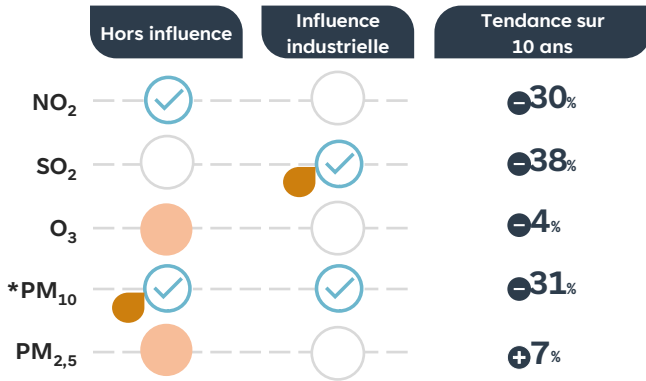 Hors influence
Influence
industrielle
Tendance sur
10 ans
NO₂ -30%
SO₂ -38%
O₃ -4%
*PM₁₀ -31%
PM₂,₅ +7%